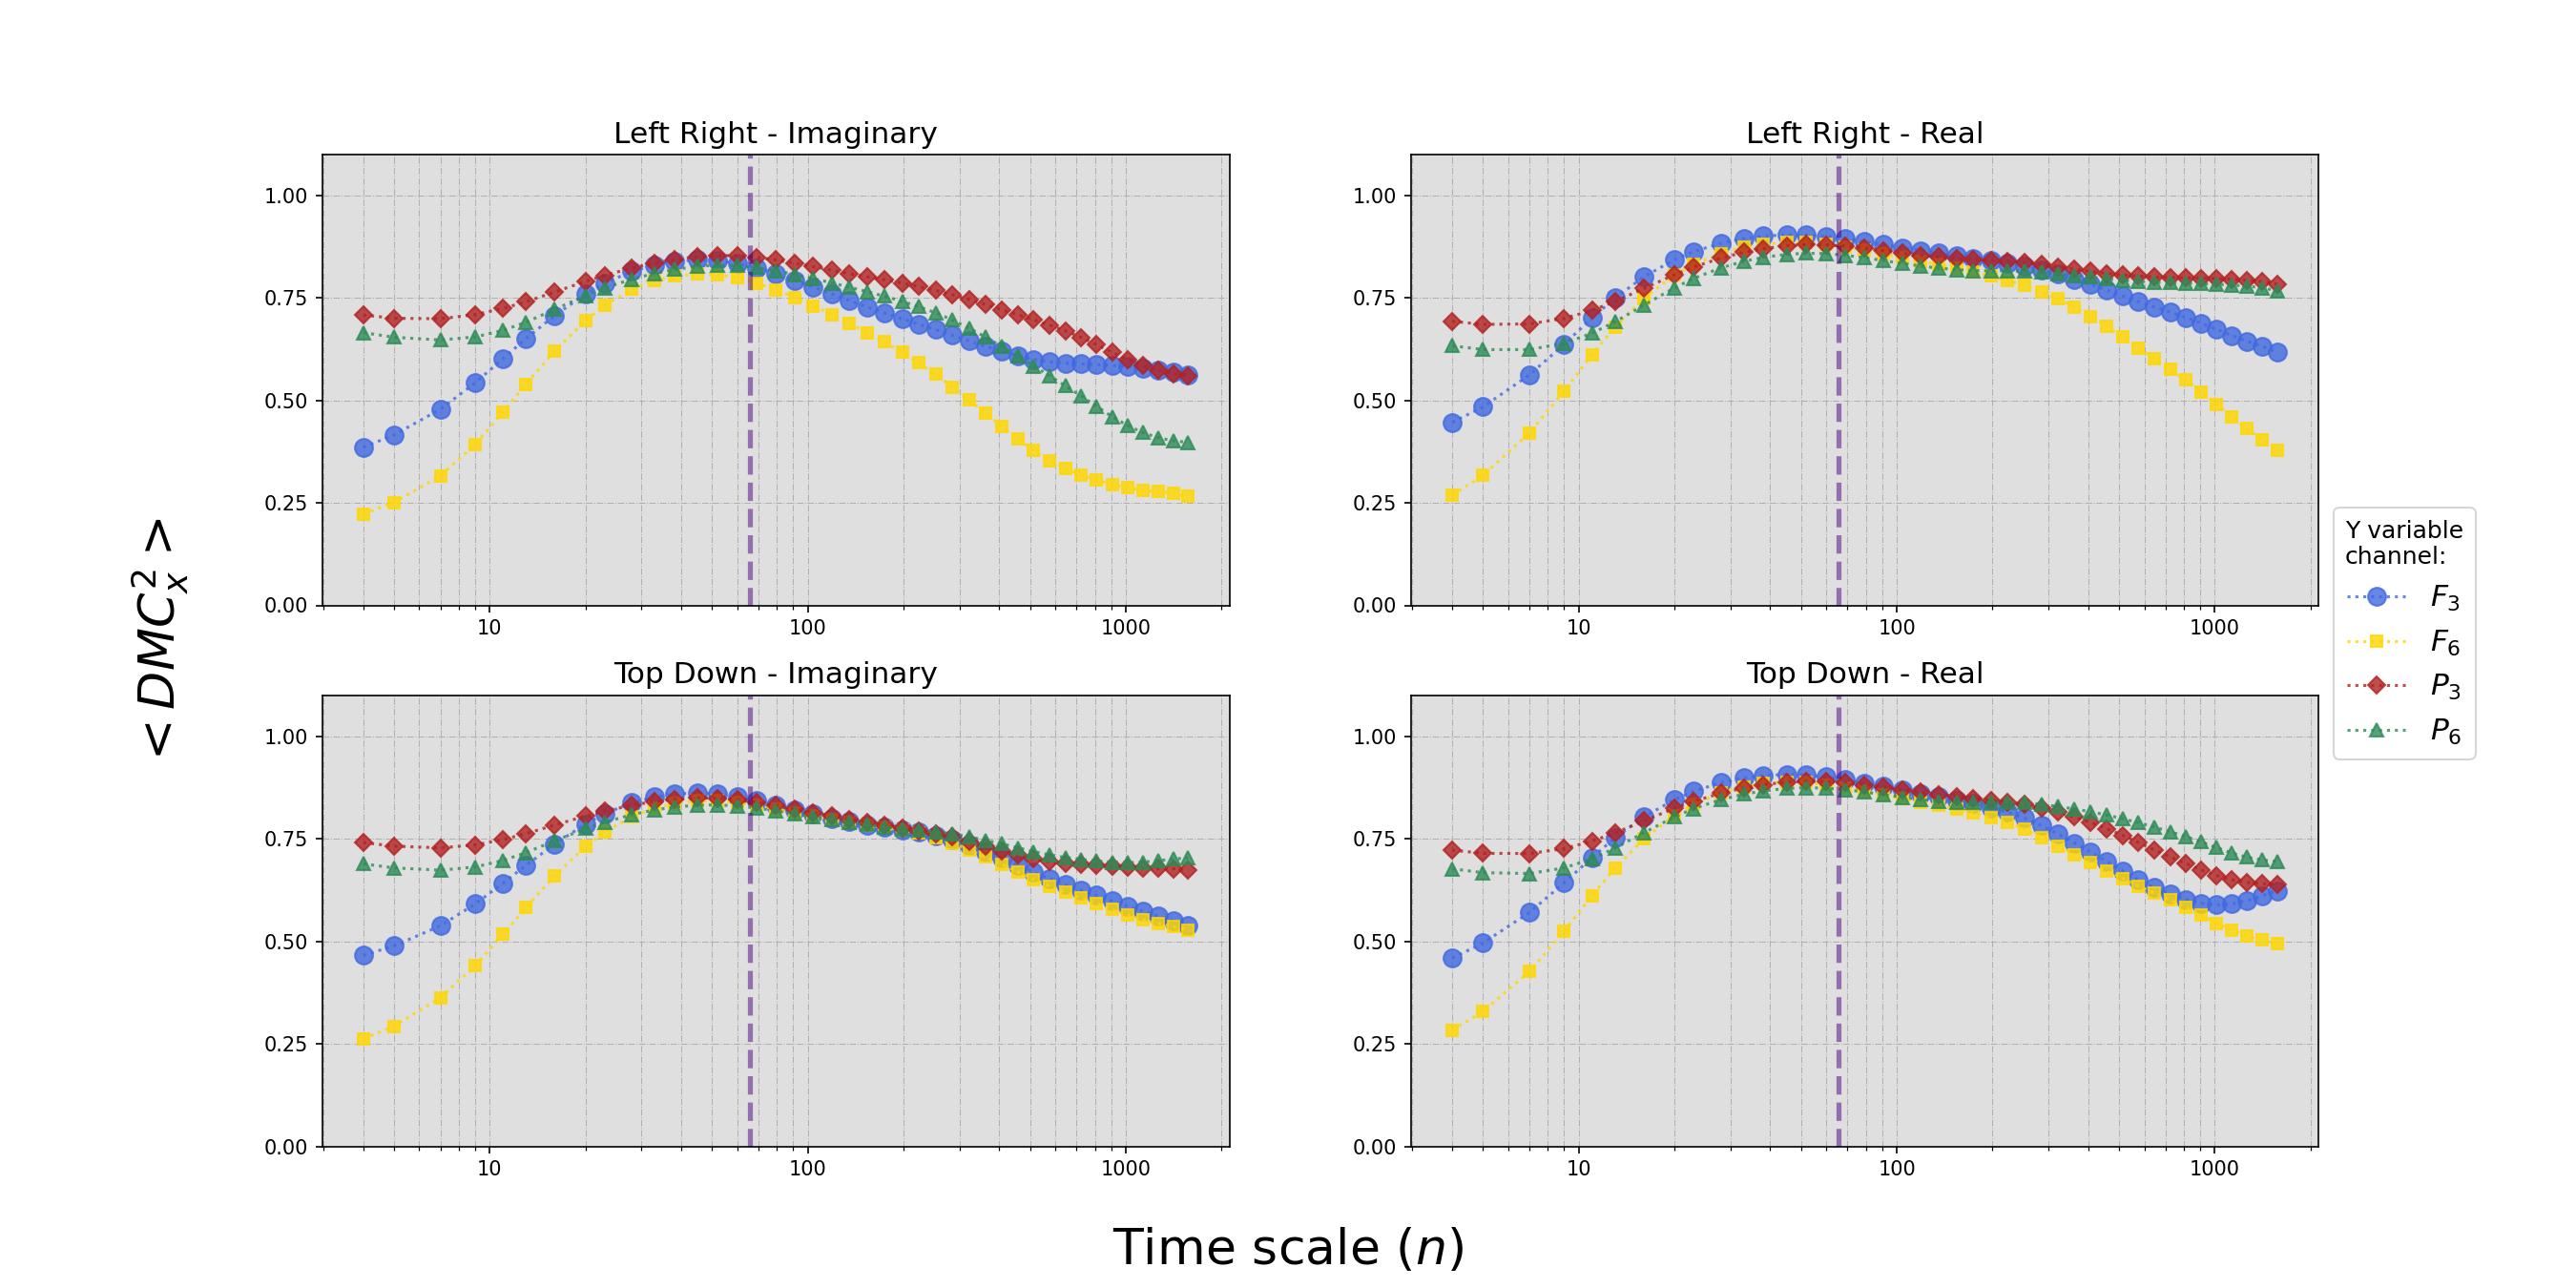 Left Right - Imaginary
Left Right - Real
1.00
0.75
0.50
0.25
0.00
10
100
1000
1.00
0.75
0.50
0.25
0.00
10
100
1000
Top Down - Imaginary
Top Down - Real
1.00
0.75
0.50
0.25
0.00
10
100
1000
1.00
0.75
0.50
0.25
0.00
10
100
1000
< DMC²ₓ >
Time scale (n)
Y variable
channel:
F₃
F₆
P₃
P₆